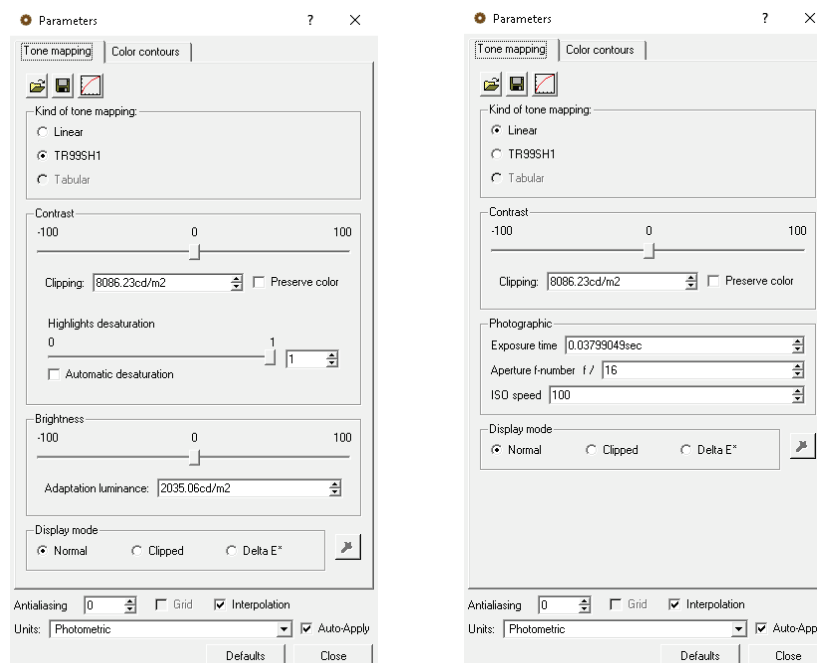 Parameters ?
Tone mapping Color contours
Kind of tone mapping:
Linear
TR99SH1
Tabular
Contrast
-100 0 100
Clipping: 8086.23cd/m2 Preserve color
Highlights desaturation
0 1
1
Automatic desaturation
Brightness
-100 0 100
Adaptation luminance: 2035.06cd/m2
Display mode
Normal Clipped Delta E*
Antialiasing 0 Grid Interpolation
Units: Photometric Auto-Apply
Defaults Close
Parameters ?
Tone mapping Color contours
Kind of tone mapping:
Linear
TR99SH1
Tabular
Contrast
-100 0 100
Clipping: 8086.23cd/m2 Preserve color
Photographic
Exposure time 0.03799049sec
Aperture f-number f / 16
ISO speed 100
Display mode
Normal Clipped Delta E*
Antialiasing 0 Grid Interpolation
Units: Photometric Auto-App
Defaults Close